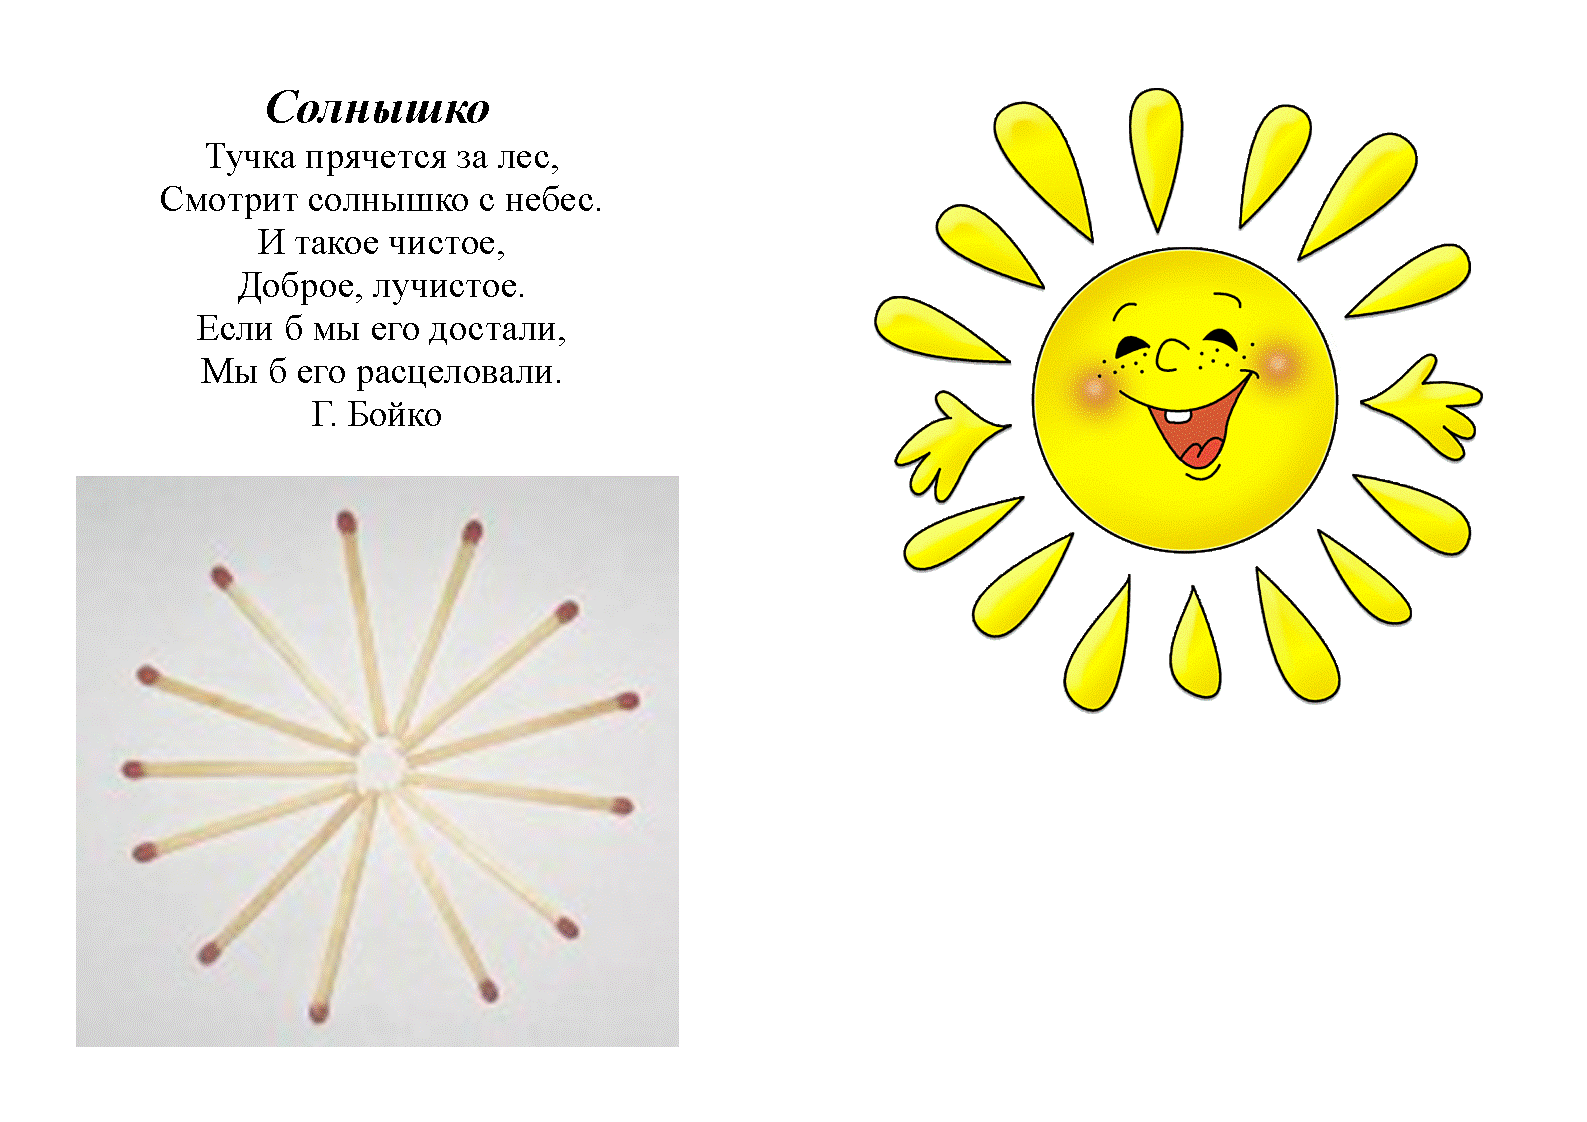 Солнышко
Тучка прячется за лес,
Смотрит солнышко с небес.
И такое чистое,
Доброе, лучистое.
Если б мы его достали,
Мы б его расцеловали.
Г. Бойко